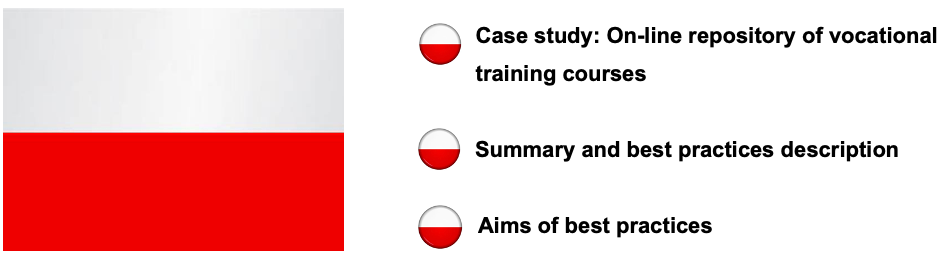 Case study: On-line repository of vocational
training courses
Summary and best practices description
Aims of best practices